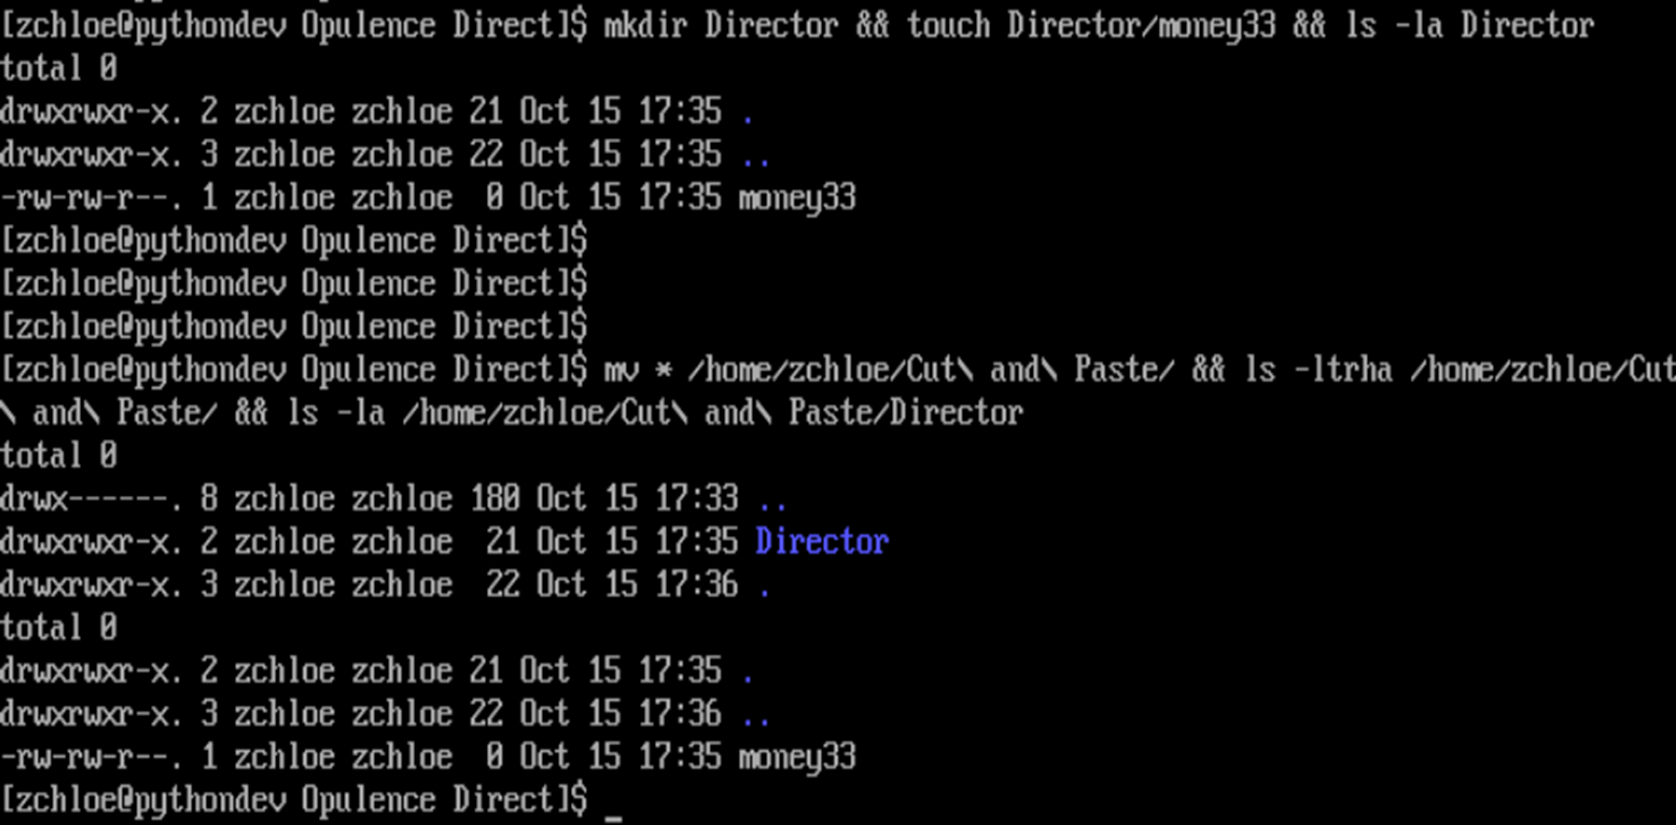 [zchloe@pythondev Opulence Direct]$ mkdir Director && touch Director/money33 && ls -la Director
total 0
drwxrwxr-x. 2 zchloe zchloe 21 Oct 15 17:35 .
drwxrwxr-x. 3 zchloe zchloe 22 Oct 15 17:35 ..
-rw-rw-r--. 1 zchloe zchloe  0 Oct 15 17:35 money33
[zchloe@pythondev Opulence Direct]$
[zchloe@pythondev Opulence Direct]$
[zchloe@pythondev Opulence Direct]$
[zchloe@pythondev Opulence Direct]$ mv * /home/zchloe/Cut\ and\ Paste/ && ls -ltrha /home/zchloe/Cut
\ and\ Paste/ && ls -la /home/zchloe/Cut\ and\ Paste/Director
total 0
drwx------. 8 zchloe zchloe 180 Oct 15 17:33 ..
drwxrwxr-x. 2 zchloe zchloe  21 Oct 15 17:35 Director
drwxrwxr-x. 3 zchloe zchloe  22 Oct 15 17:36 .
total 0
drwxrwxr-x. 2 zchloe zchloe 21 Oct 15 17:35 .
drwxrwxr-x. 3 zchloe zchloe 22 Oct 15 17:36 ..
-rw-rw-r--. 1 zchloe zchloe  0 Oct 15 17:35 money33
[zchloe@pythondev Opulence Direct]$ _